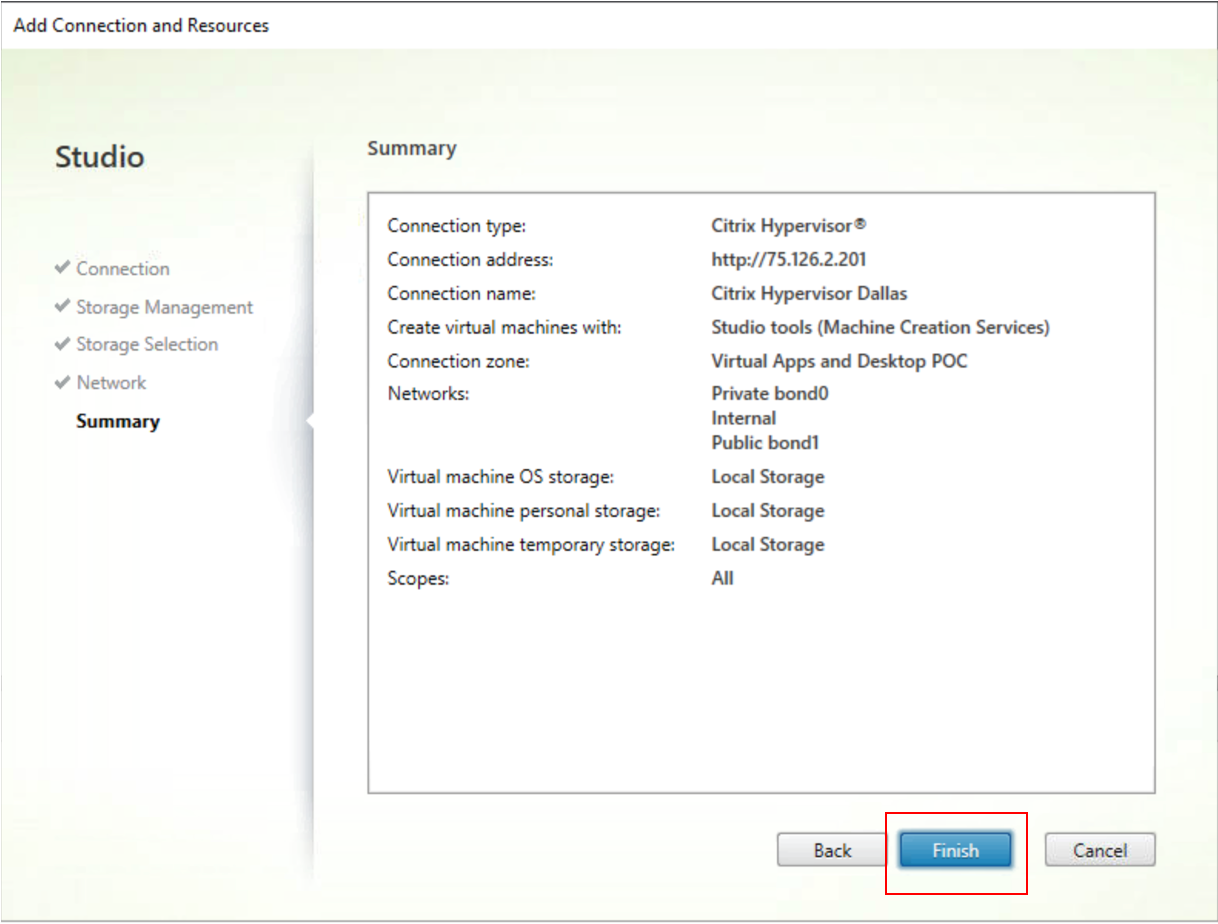 Add Connection and Resources
Studio
Connection
Storage Management
Storage Selection
Network
Summary
Summary
Connection type: Citrix Hypervisor®
Connection address: http://75.126.2.201
Connection name: Citrix Hypervisor Dallas
Create virtual machines with: Studio tools (Machine Creation Services)
Connection zone: Virtual Apps and Desktop POC
Networks: Private bond0
Internal
Public bond1
Virtual machine OS storage: Local Storage
Virtual machine personal storage: Local Storage
Virtual machine temporary storage: Local Storage
Scopes: All
Back Finish Cancel